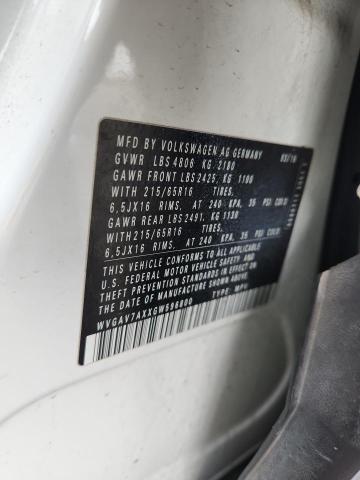 MFD BY VOLKSWAGEN AG GERMANY 03/16
GVWR LBS 4806 KG 2180
GAWR FRONT LBS 2425, KG 1100
WITH 215/65R16 TIRES,
6,5JX16 RIMS, AT 240 KPA, 35 PSI COLD
GAWR REAR LBS 2491, KG 1130
WITH 215/65R16 TIRES,
6,5JX16 RIMS, AT 240 KPA, 35 PSI COLD
THIS VEHICLE CONFORMS TO ALL APPLICABLE
U.S. FEDERAL MOTOR VEHICLE SAFETY AND
THEFT PREVENTION STANDARDS IN EFFECT ON THE
DATE OF MANUFACTURE SHOWN ABOVE.
WVGAV7AXXGW596800 TYPE: MPV